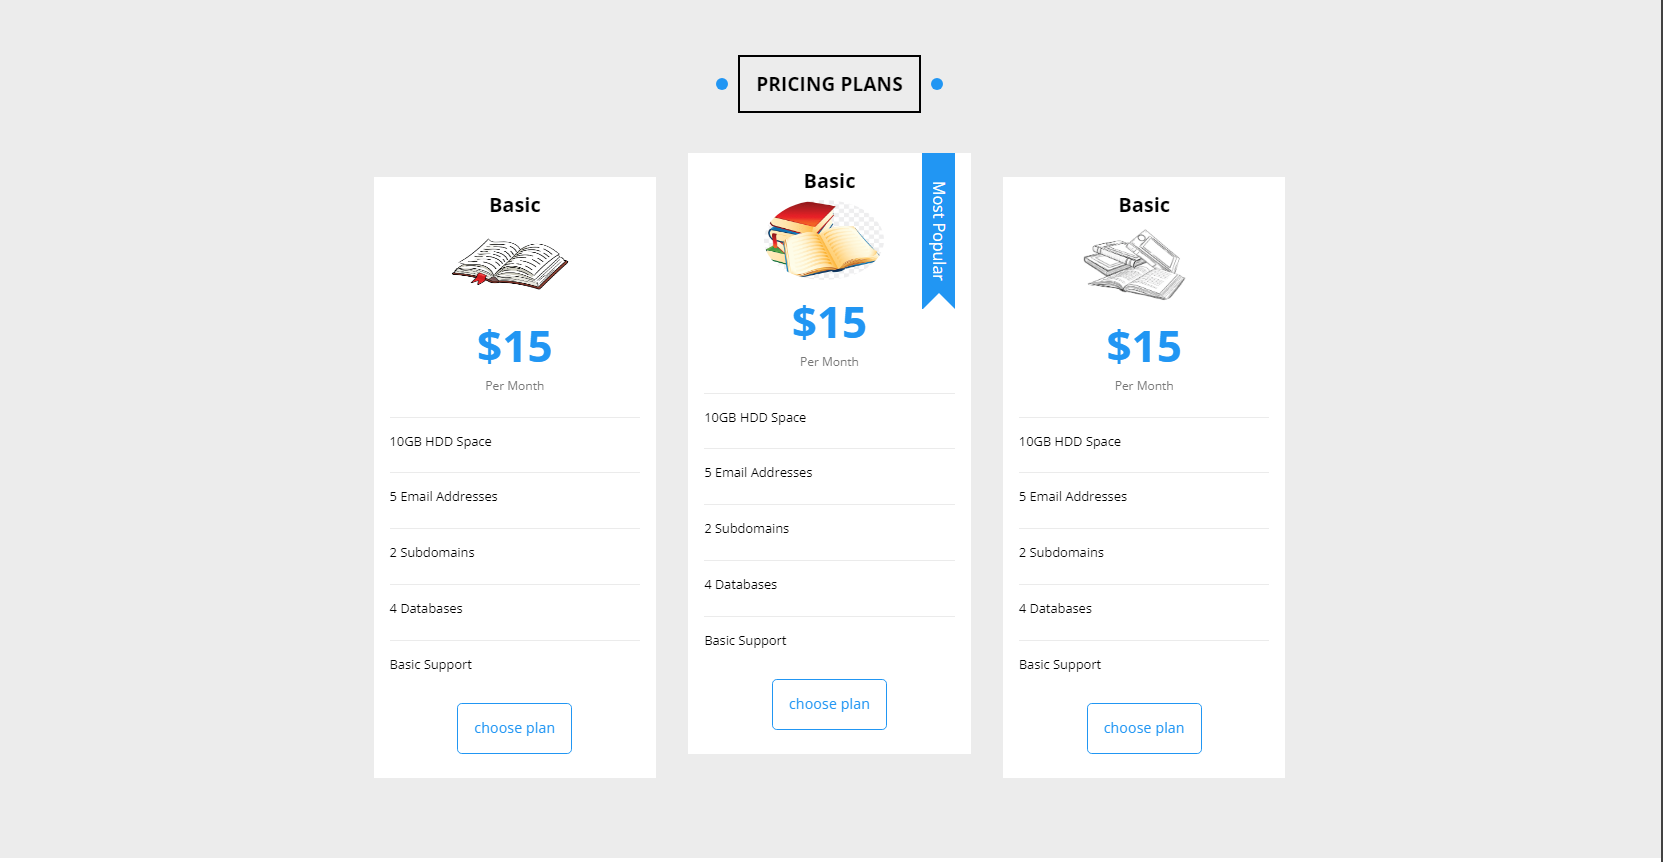 PRICING PLANS
Basic
$15
Per Month
10GB HDD Space
5 Email Addresses
2 Subdomains
4 Databases
Basic Support
choose plan
Basic
Most Popular
$15
Per Month
10GB HDD Space
5 Email Addresses
2 Subdomains
4 Databases
Basic Support
choose plan
Basic
$15
Per Month
10GB HDD Space
5 Email Addresses
2 Subdomains
4 Databases
Basic Support
choose plan